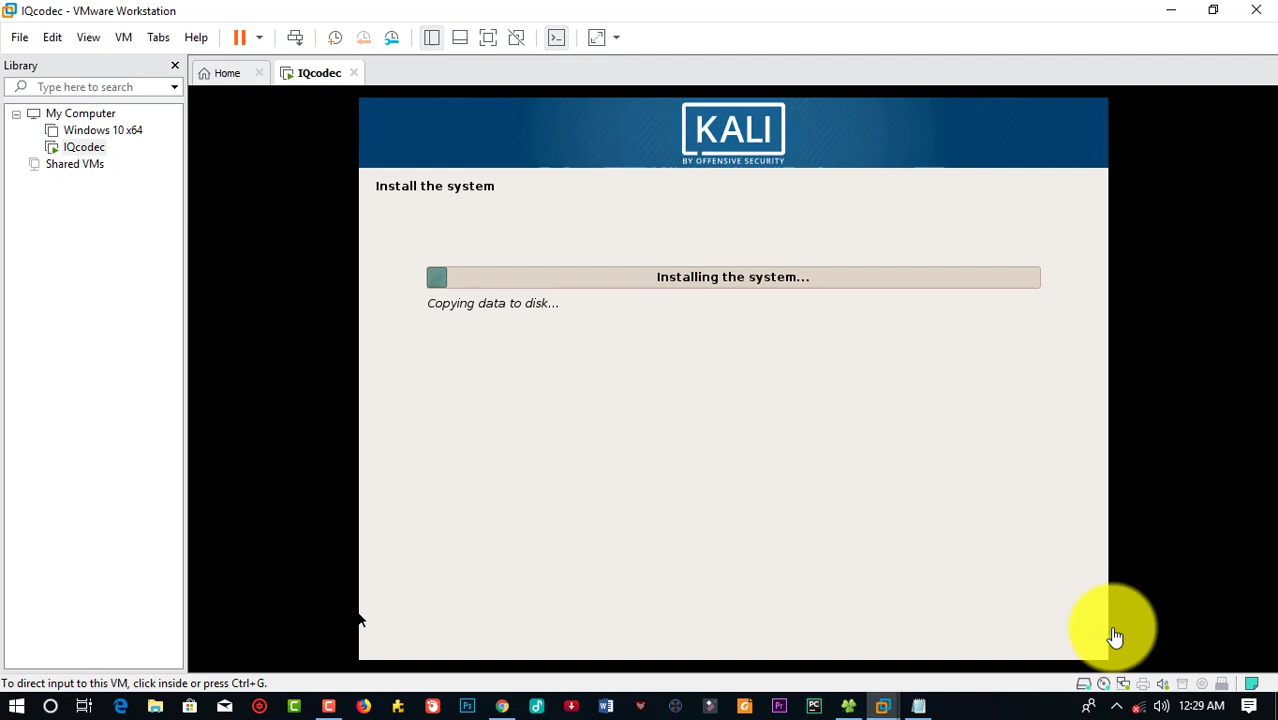 IQcodec - VMware Workstation
File Edit View VM Tabs Help
Library
Type here to search
My Computer
Windows 10 x64
IQcodec
Shared VMs
Home
IQcodec
KALI
BY OFFENSIVE SECURITY
Install the system
Installing the system...
Copying data to disk...
To direct input to this VM, click inside or press Ctrl+G.
12:29 AM